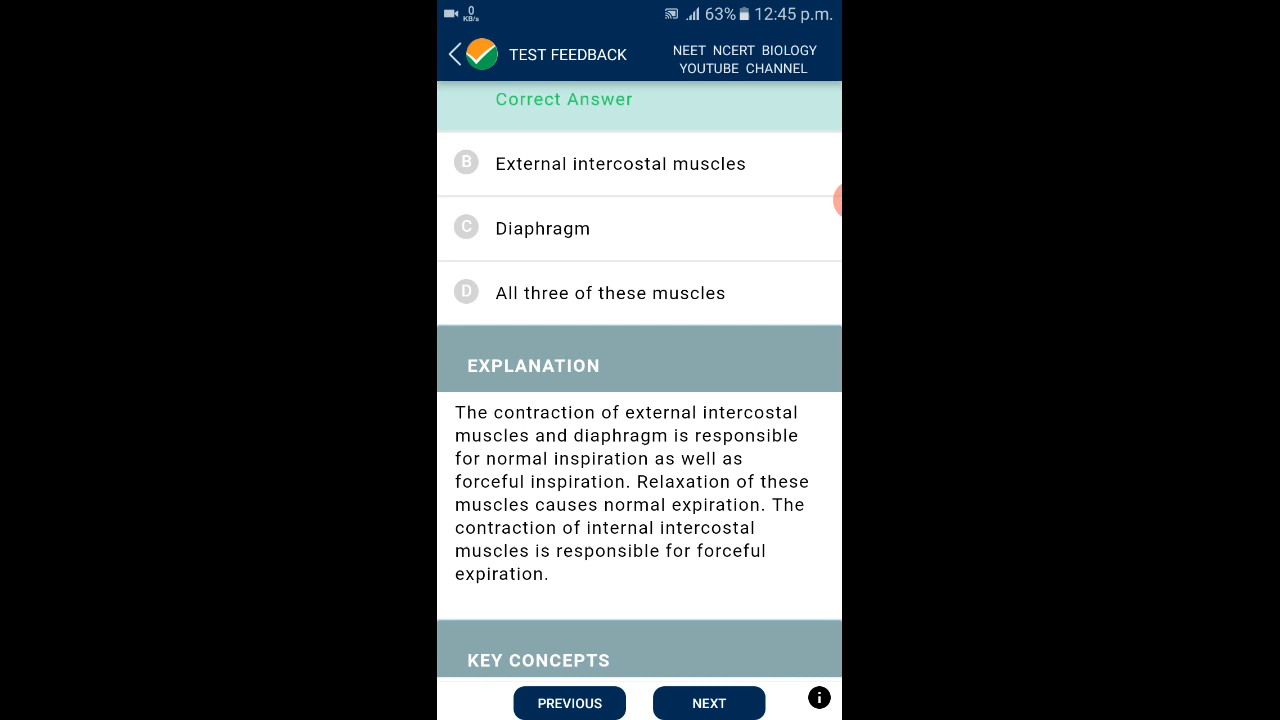 0
KB/s
63% 12:45 p.m.
TEST FEEDBACK
NEET NCERT BIOLOGY
YOUTUBE CHANNEL
Correct Answer
B External intercostal muscles
C Diaphragm
D All three of these muscles
EXPLANATION
The contraction of external intercostal
muscles and diaphragm is responsible
for normal inspiration as well as
forceful inspiration. Relaxation of these
muscles causes normal expiration. The
contraction of internal intercostal
muscles is responsible for forceful
expiration.
KEY CONCEPTS
PREVIOUS NEXT